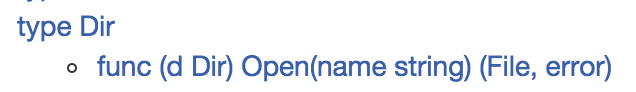 type Dir
func (d Dir) Open(name string) (File, error)